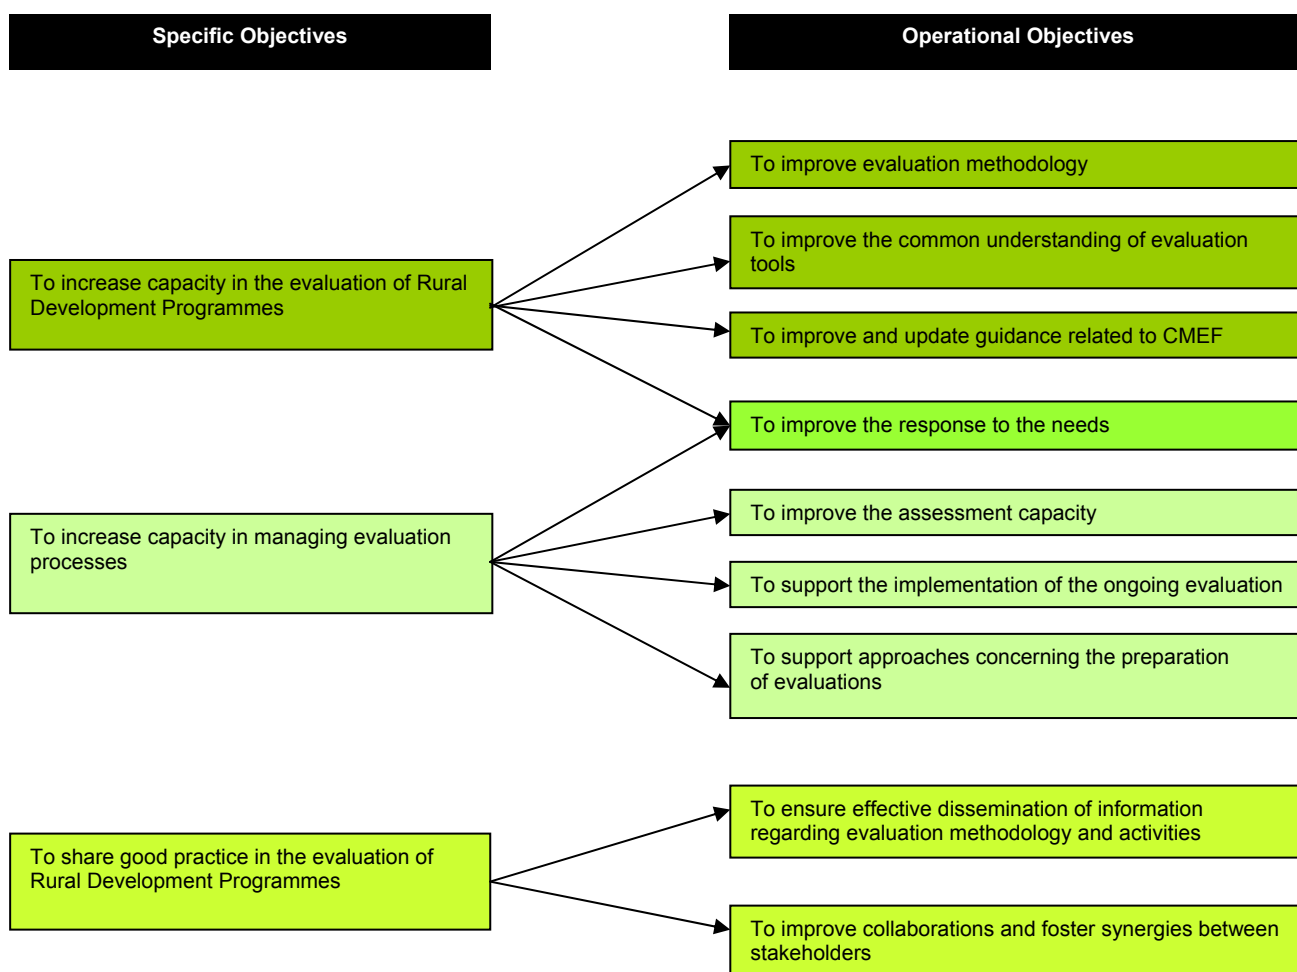 Specific Objectives
Operational Objectives
To improve evaluation methodology
To improve the common understanding of evaluation
tools
To increase capacity in the evaluation of Rural
Development Programmes
To improve and update guidance related to CMEF
To improve the response to the needs
To increase capacity in managing evaluation
processes
To improve the assessment capacity
To support the implementation of the ongoing evaluation
To support approaches concerning the preparation
of evaluations
To share good practice in the evaluation of
Rural Development Programmes
To ensure effective dissemination of information
regarding evaluation methodology and activities
To improve collaborations and foster synergies between
stakeholders